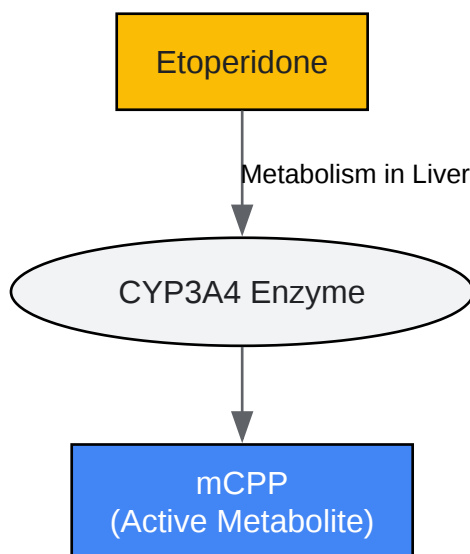 Etoperidone
Metabolism in Liver
CYP3A4 Enzyme
mCPP
(Active Metabolite)